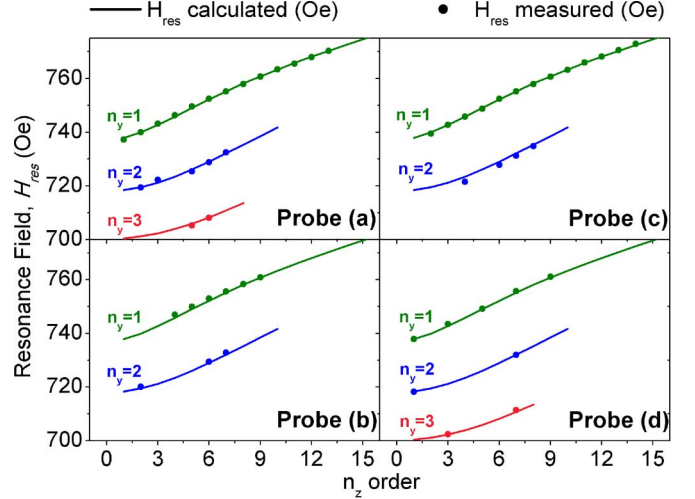 H_res calculated (Oe) H_res measured (Oe)
Resonance Field, H_res (Oe)
760
740
720
700
n_y=1
n_y=2
n_y=3
Probe (a)
n_y=1
n_y=2
Probe (c)
760
740
720
700
n_y=1
n_y=2
Probe (b)
n_y=1
n_y=2
n_y=3
Probe (d)
0 3 6 9 12 15 0 3 6 9 12 15
n_z order